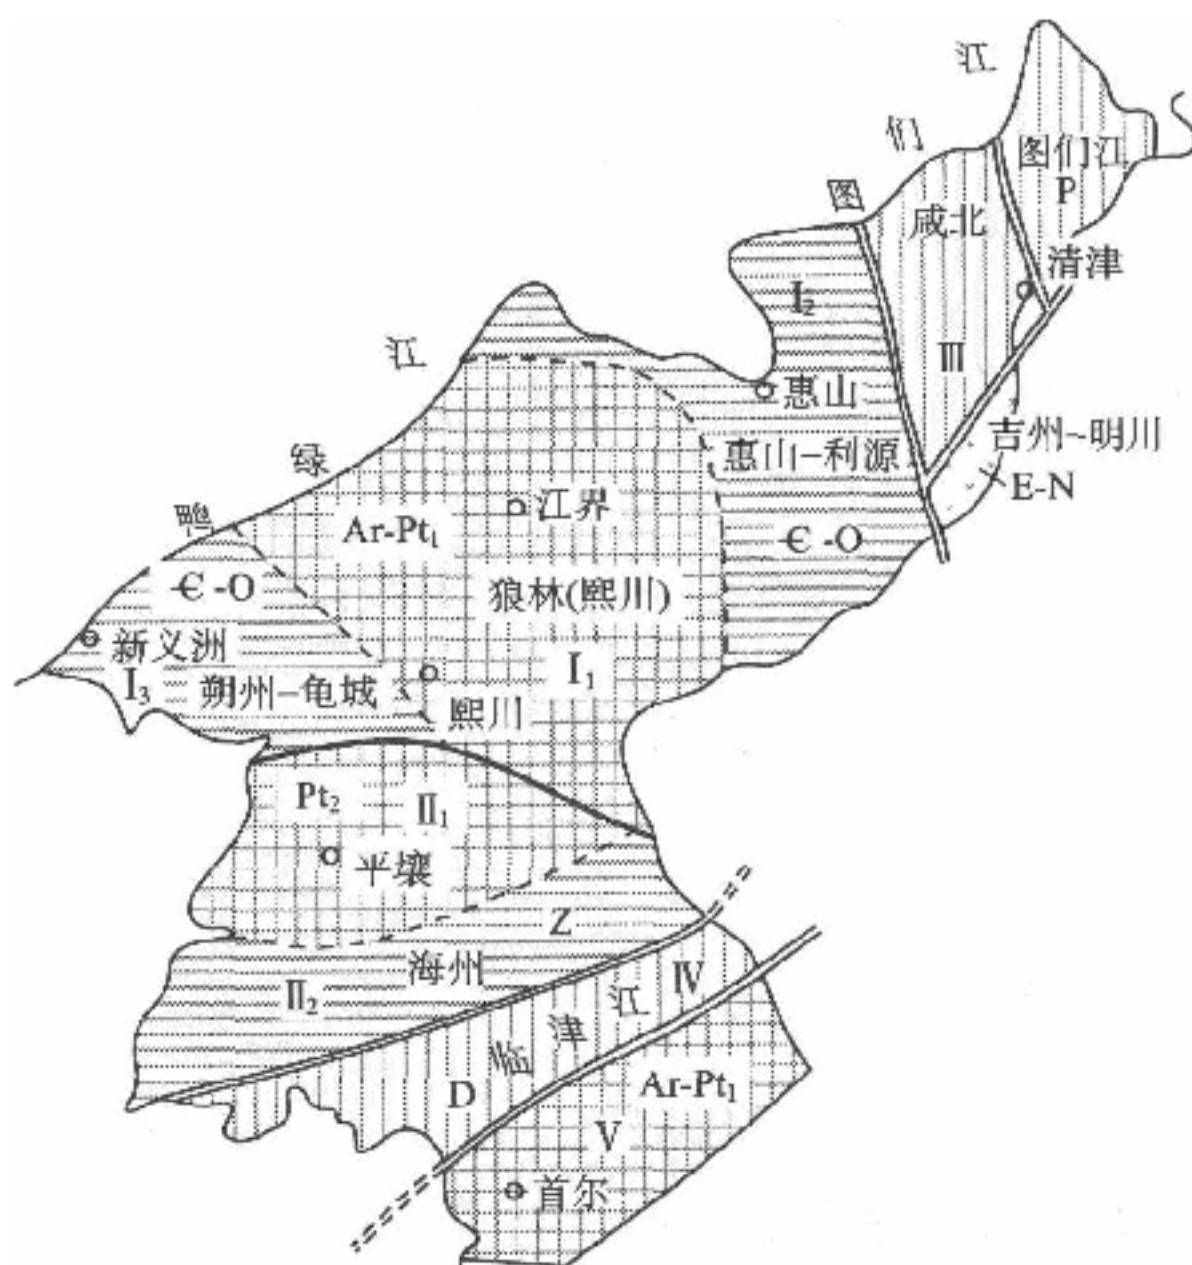 江
们
图
图们江
P
咸北
清津
I₂
Ⅲ
江
惠山
绿
惠山-利源
吉州-明川
E-N
鸭
江界
Ar-Pt₁
Є-O
Є-O
狼林(熙川)
新义洲
I₃
朔州-龟城
I₁
熙川
Pt₂
Ⅱ₁
平壤
Z
海州
Ⅱ₂
Ⅳ
临津江
D
Ar-Pt₁
V
首尔